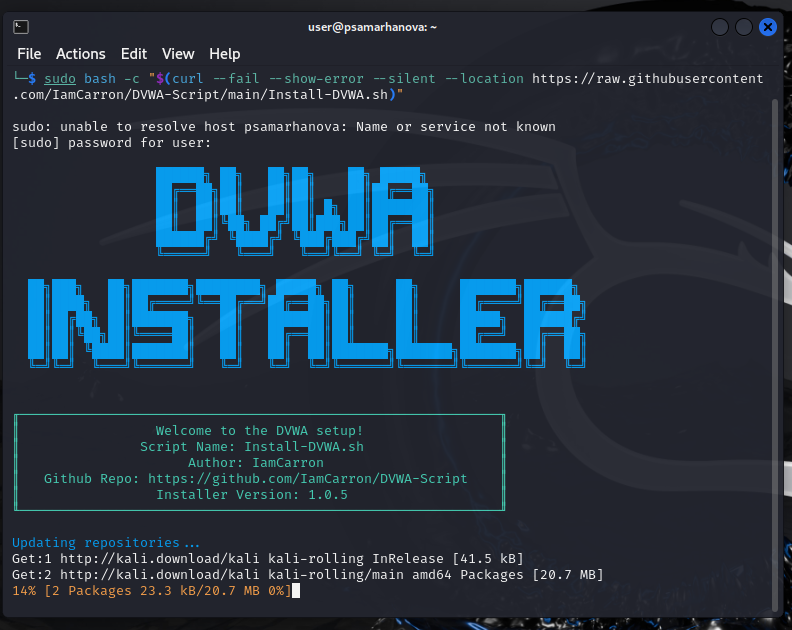 user@psamarhanova: ~
File Actions Edit View Help
└─$ sudo bash -c "$(curl --fail --show-error --silent --location https://raw.githubusercontent
.com/IamCarron/DVWA-Script/main/Install-DVWA.sh)"
sudo: unable to resolve host psamarhanova: Name or service not known
[sudo] password for user:
DVWA
INSTALLER
Welcome to the DVWA setup!
Script Name: Install-DVWA.sh
Author: IamCarron
Github Repo: https://github.com/IamCarron/DVWA-Script
Installer Version: 1.0.5
Updating repositories...
Get:1 http://kali.download/kali kali-rolling InRelease [41.5 kB]
Get:2 http://kali.download/kali kali-rolling/main amd64 Packages [20.7 MB]
14% [2 Packages 23.3 kB/20.7 MB 0%]